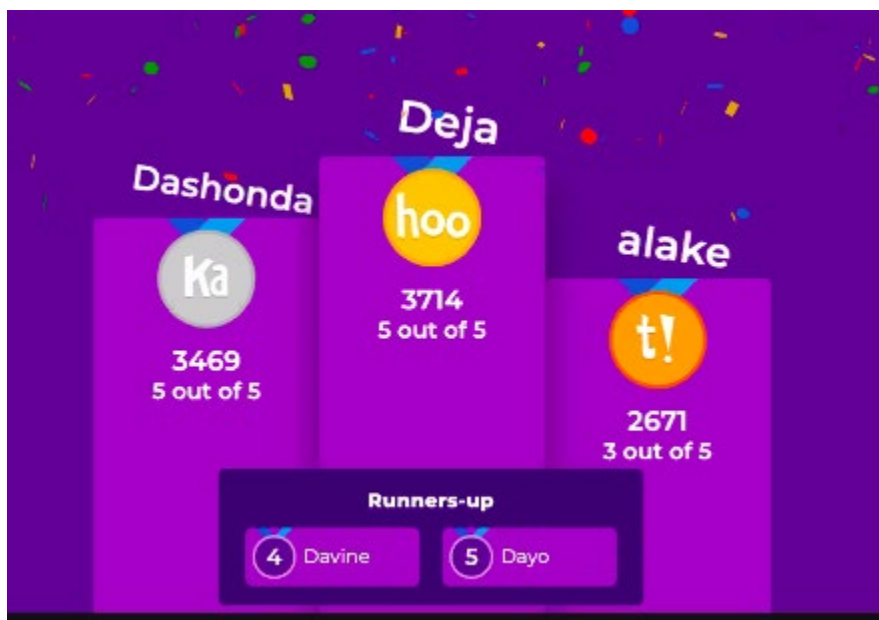 Deja
Dashonda
alake
Ka
hoo
t!
3714
5 out of 5
3469
5 out of 5
2671
3 out of 5
Runners-up
4 Davine
5 Dayo